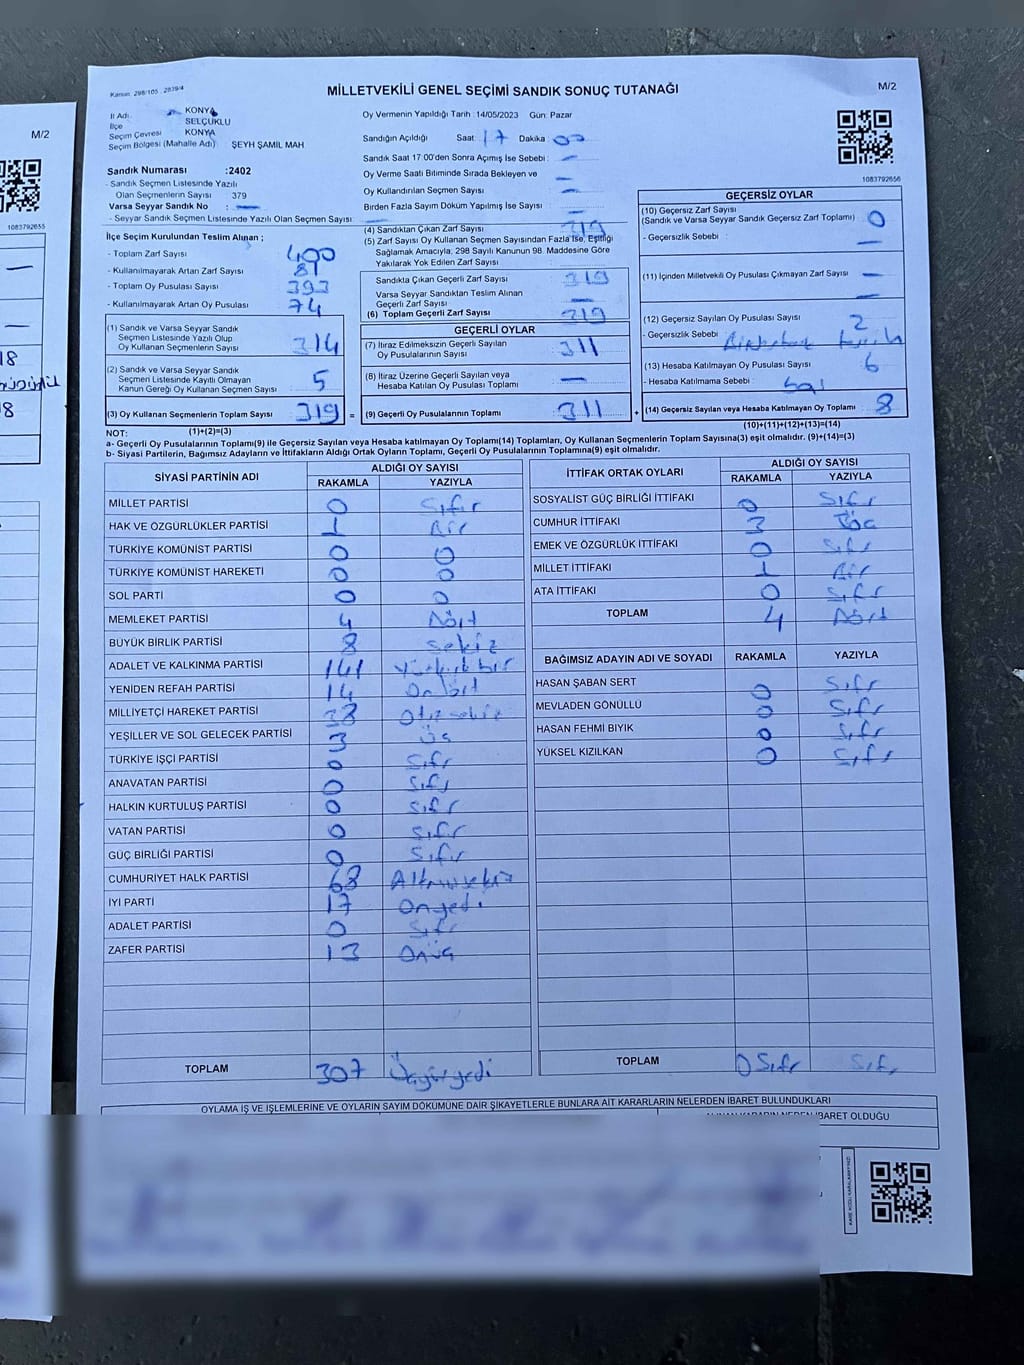 Kanun: 298/105 , 2839/4
MİLLETVEKİLİ GENEL SEÇİMİ SANDIK SONUÇ TUTANAĞI
M/2
M/2
İl Adı : KONYA
İlçe SELÇUKLU
Seçim Çevresi KONYA
Seçim Bölgesi (Mahalle Adı) : ŞEYH ŞAMİL MAH
Sandık Numarası :2402
- Sandık Seçmen Listesinde Yazılı
Olan Seçmenlerin Sayısı : 379
Varsa Seyyar Sandık No : —
- Seyyar Sandık Listesinde Yazılı Olan Seçmen Sayısı: —
Oy Vermenin Yapıldığı Tarih :14/05/2023 Gün: Pazar
Sandığın Açıldığı Saat: 17 Dakika :
Sandık Saat 17.00'den Sonra Açımış İse Sebebi : —
Oy Verme Saati Bitiminde Sırada Bekleyen ve —
Oy Kullandırılan Seçmen Sayısı : —
Birden Fazla Sayım Döküm Yapılmış İse Sayısı : —
1083792655
1083792656
İlçe Seçim Kurulundan Teslim Alınan ;
- Toplam Zarf Sayısı : 400
- Kullanılmayarak Artan Zarf Sayısı : 81
- Toplam Oy Pusulası Sayısı : 393
- Kullanılmayarak Artan Oy Pusulası : 74
(1) Sandık ve Varsa Seyyar Sandık
Seçmen Listesinde Yazılı Olup
Oy Kullanan Seçmenlerin Sayısı 314
(2) Sandık ve Varsa Seyyar Sandık
Seçmen Listesinde Kayıtlı Olmayan
Kanun Gereği Oy Kullanan Seçmen Sayısı 5
(3) Oy Kullanan Seçmenlerin Toplam Sayısı 319
(1)+(2)=(3)
(4) Sandıktan Çıkan Zarf Sayısı 319
(5) Zarf Sayısı Oy Kullanan Seçmen Sayısından Fazla İse, Eşitliği
Sağlamak Amacıyla, 298 Sayılı Kanunun 98. Maddesine Göre
Yakılarak Yok Edilen Zarf Sayısı :
Sandıkta Çıkan Geçerli Zarf Sayısı 319
Varsa Seyyar Sandıktan Teslim Alınan
Geçerli Zarf Sayısı —
(6) Toplam Geçerli Zarf Sayısı 319
GEÇERLİ OYLAR
(7) İtiraz Edilmeksizin Geçerli Sayılan
Oy Pusulalarının Sayısı : 311
(8) İtiraz Üzerine Geçerli Sayılan veya
Hesaba Katılan Oy Pusulası Toplamı —
= (9) Geçerli Oy Pusulalarının Toplamı 311
GEÇERSİZ OYLAR
(10) Geçersiz Zarf Sayısı
(Sandık ve Varsa Seyyar Sandık Geçersiz Zarf Toplamı) : 0
- Geçersizlik Sebebi : —
(11) İçinden Milletvekili Oy Pusulası Çıkmayan Zarf Sayısı —
—
(12) Geçersiz Sayılan Oy Pusulası Sayısı 2
- Geçersizlik Sebebi
(13) Hesaba Katılmayan Oy Pusulası Sayısı 6
- Hesaba Katılmama Sebebi :
+ (14) Geçersiz Sayılan veya Hesaba Katılmayan Oy Toplamı 8
(10)+(11)+(12)+(13)=(14)
NOT:
a- Geçerli Oy Pusulalarının Toplamı(9) ile Geçersiz Sayılan veya Hesaba katılmayan Oy Toplamı(14) Toplamları, Oy Kullanan Seçmenlerin Toplam Sayısına(3) eşit olmalıdır. (9)+(14)=(3)
b- Siyasi Partilerin, Bağımsız Adayların ve İttifakların Aldığı Ortak Oyların Toplamı, Geçerli Oy Pusulalarının Toplamına(9) eşit olmalıdır.
SİYASİ PARTİNİN ADI ALDIĞI OY SAYISI
RAKAMLA YAZIYLA
MİLLET PARTİSİ 0 Sıfır
HAK VE ÖZGÜRLÜKLER PARTİSİ 1 Bir
TÜRKİYE KOMÜNİST PARTİSİ 0 0
TÜRKİYE KOMÜNİST HAREKETİ 0 0
SOL PARTİ 0 0
MEMLEKET PARTİSİ 4 Dört
BÜYÜK BİRLİK PARTİSİ 8 Sekiz
ADALET VE KALKINMA PARTİSİ 141 Yüzkırkbir
YENİDEN REFAH PARTİSİ 14 Ondört
MİLLİYETÇİ HAREKET PARTİSİ 38 Otuzsekiz
YEŞİLLER VE SOL GELECEK PARTİSİ 3 Üç
TÜRKİYE İŞÇİ PARTİSİ 0 Sıfır
ANAVATAN PARTİSİ 0 Sıfır
HALKIN KURTULUŞ PARTİSİ 0 Sıfır
VATAN PARTİSİ 0 Sıfır
GÜÇ BİRLİĞİ PARTİSİ 0 Sıfır
CUMHURİYET HALK PARTİSİ 68 Altmışsekiz
İYİ PARTİ 17 Onyedi
ADALET PARTİSİ 0 Sıfır
ZAFER PARTİSİ 13 Onüç
TOPLAM 307 Üçyüzyedi
İTTİFAK ORTAK OYLARI ALDIĞI OY SAYISI
RAKAMLA YAZIYLA
SOSYALİST GÜÇ BİRLİĞİ İTTİFAKI 0 Sıfır
CUMHUR İTTİFAKI 3 Üç
EMEK VE ÖZGÜRLÜK İTTİFAKI 0 Sıfır
MİLLET İTTİFAKI 1 Bir
ATA İTTİFAKI 0 Sıfır
TOPLAM 4 Dört
BAĞIMSIZ ADAYIN ADI VE SOYADI RAKAMLA YAZIYLA
HASAN ŞABAN SERT 0 Sıfır
MEVLADEN GÖNÜLLÜ 0 Sıfır
HASAN FEHMİ BIYIK 0 Sıfır
YÜKSEL KIZILKAN 0 Sıfır
TOPLAM 0 Sıfır Sıfır
OYLAMA İŞ VE İŞLEMLERİNE VE OYLARIN SAYIM DÖKÜMÜNE DAİR ŞİKAYETLERLE BUNLARA AİT KARARLARIN NELERDEN İBARET BULUNDUKLARI
İBARET OLDUĞU